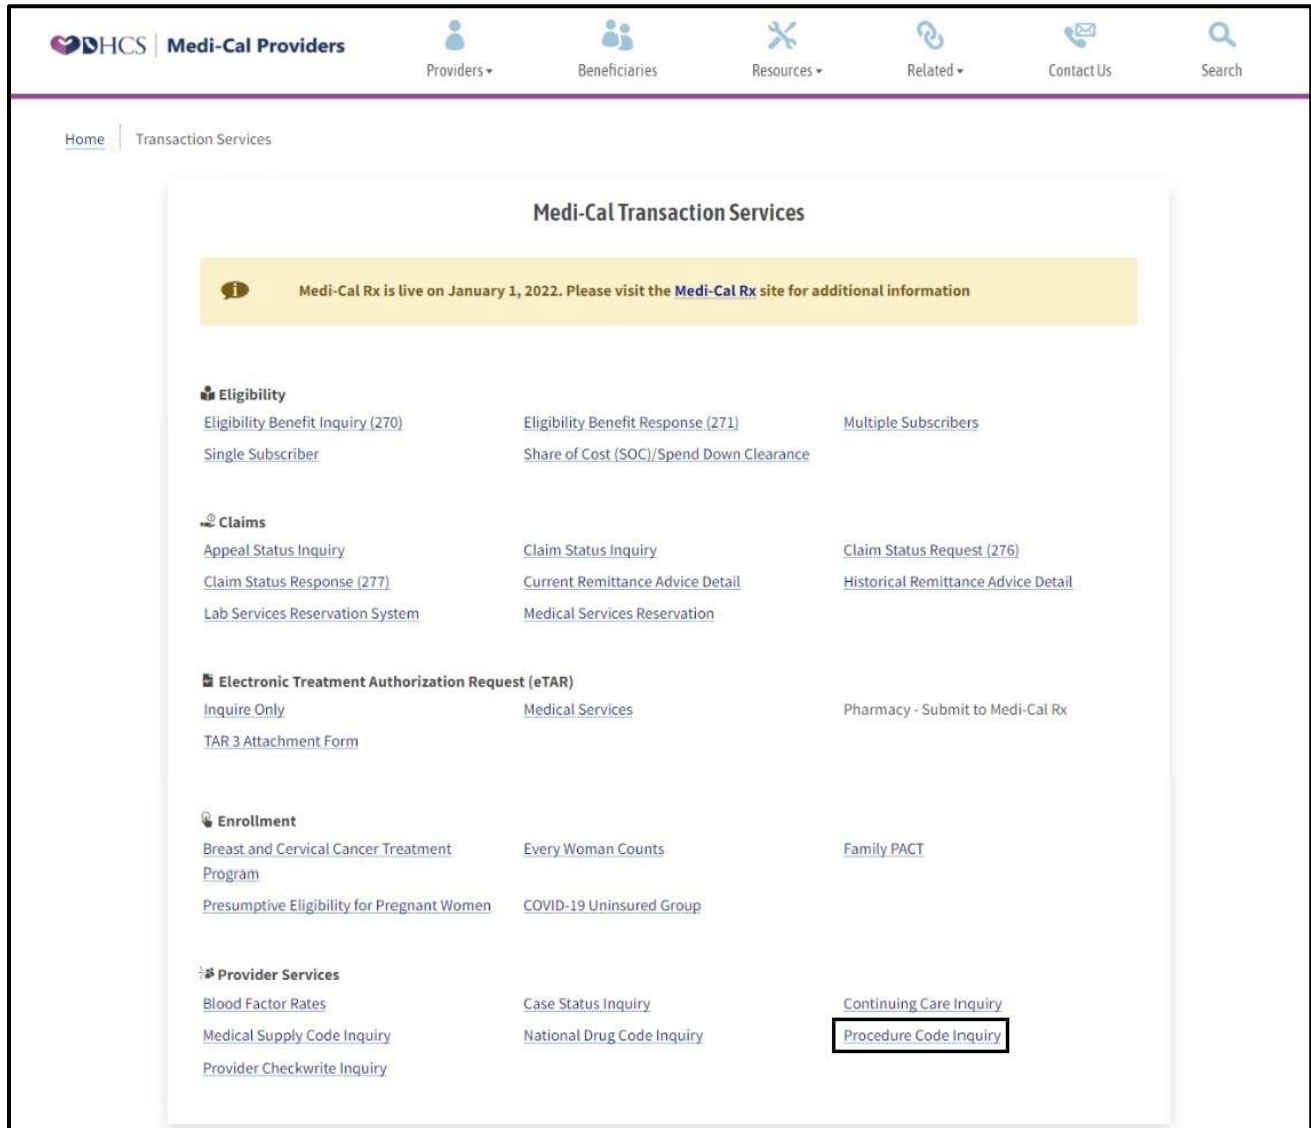 DHCS | Medi-Cal Providers
Providers
Beneficiaries
Resources
Related
Contact Us
Search
Home
Transaction Services
Medi-Cal Transaction Services
Medi-Cal Rx is live on January 1, 2022. Please visit the Medi-Cal Rx site for additional information
Eligibility
Eligibility Benefit Inquiry (270)
Eligibility Benefit Response (271)
Multiple Subscribers
Single Subscriber
Share of Cost (SOC)/Spend Down Clearance
Claims
Appeal Status Inquiry
Claim Status Inquiry
Claim Status Request (276)
Claim Status Response (277)
Current Remittance Advice Detail
Historical Remittance Advice Detail
Lab Services Reservation System
Medical Services Reservation
Electronic Treatment Authorization Request (eTAR)
Inquire Only
Medical Services
Pharmacy - Submit to Medi-Cal Rx
TAR 3 Attachment Form
Enrollment
Breast and Cervical Cancer Treatment
Program
Every Woman Counts
Family PACT
Presumptive Eligibility for Pregnant Women
COVID-19 Uninsured Group
Provider Services
Blood Factor Rates
Case Status Inquiry
Continuing Care Inquiry
Medical Supply Code Inquiry
National Drug Code Inquiry
Procedure Code Inquiry
Provider Checkwrite Inquiry